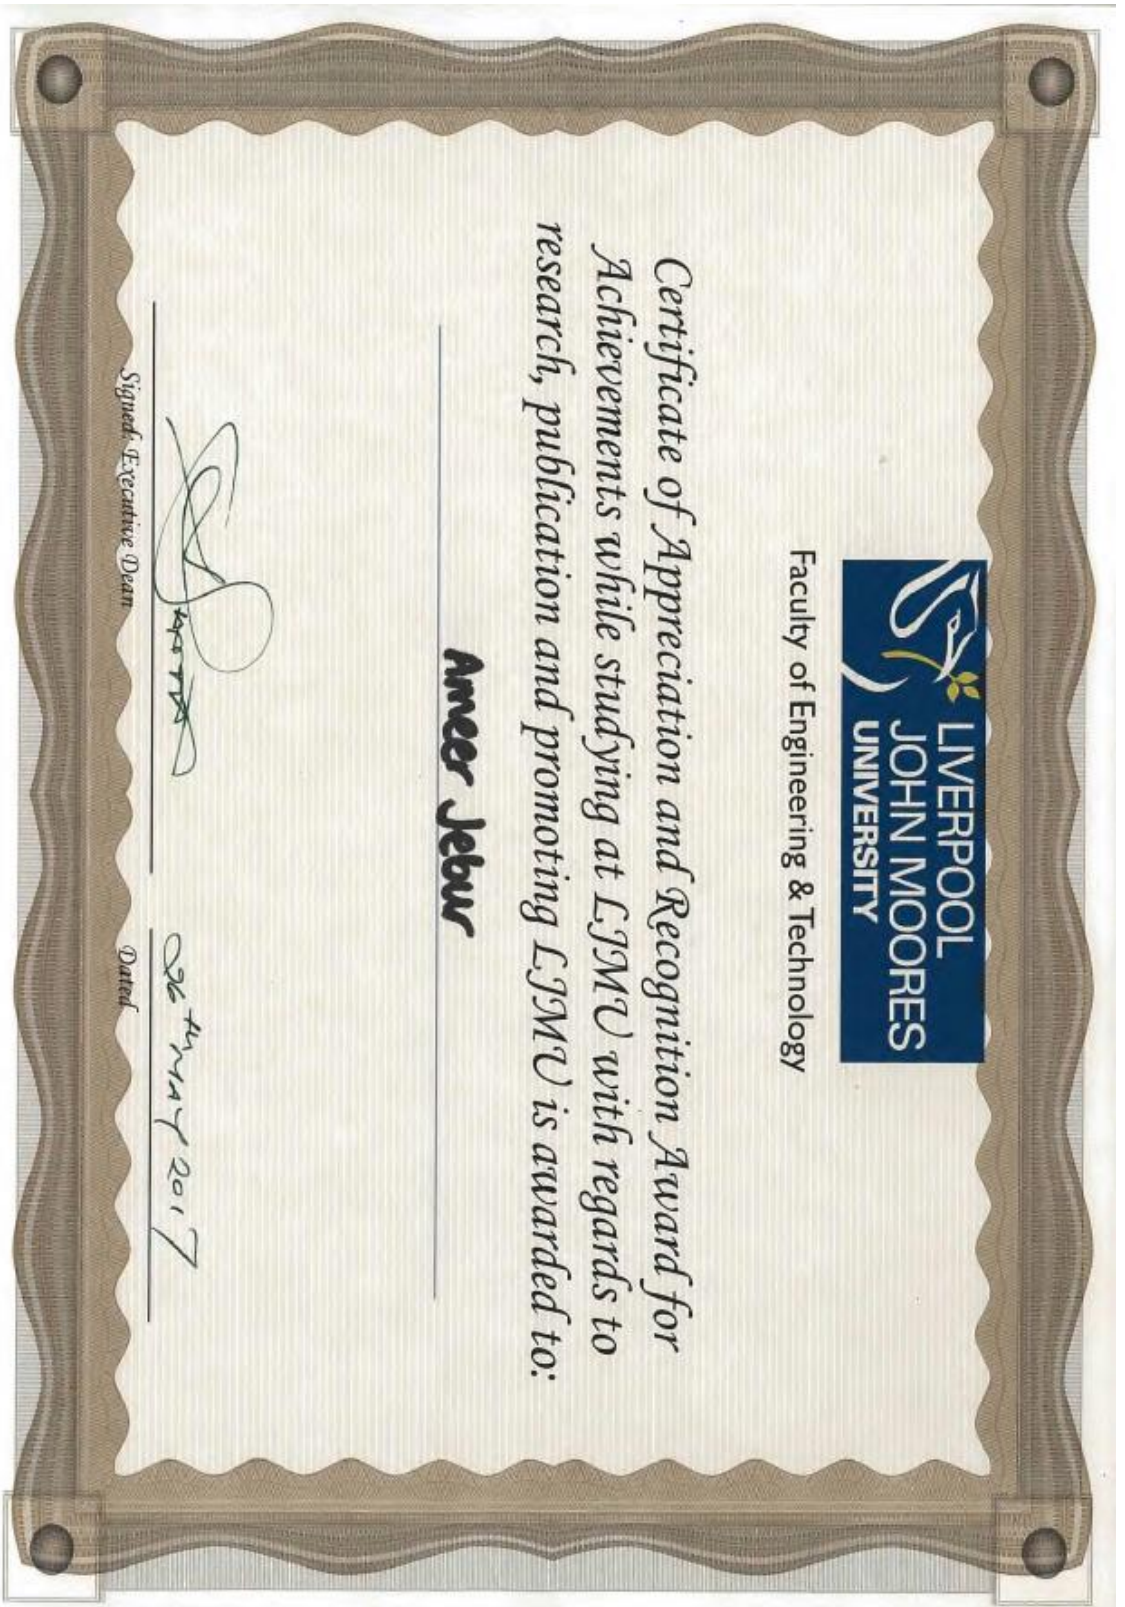 LIVERPOOL
JOHN MOORES
UNIVERSITY
Faculty of Engineering & Technology
Certificate of Appreciation and Recognition Award for
Achievements while studying at LJMU with regards to
research, publication and promoting LJMU is awarded to:
Ameer Jebur
26th MAY 2017
Signed: Executive Dean
Dated